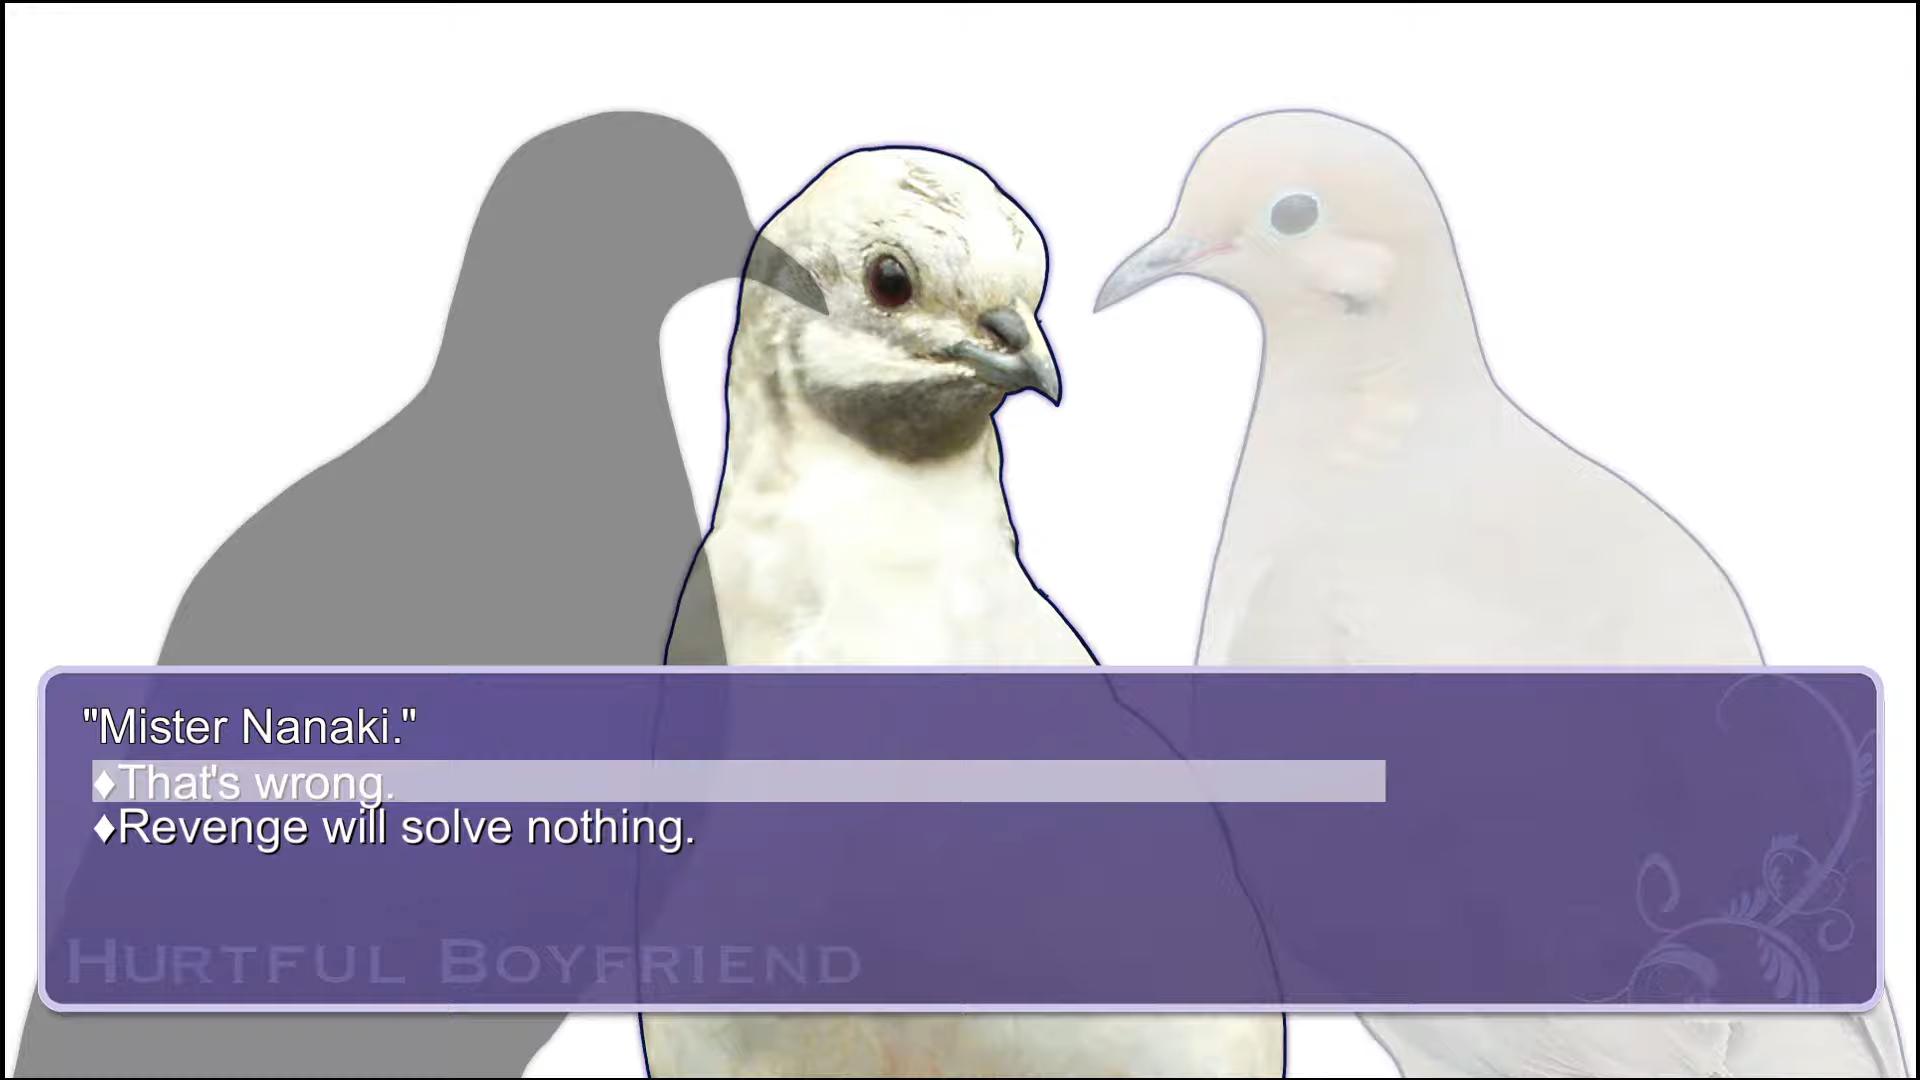 "Mister Nanaki."
♦That's wrong.
♦Revenge will solve nothing.
HURTFUL BOYFRIEND